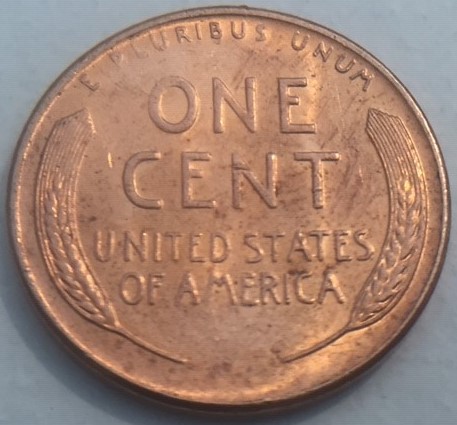 E PLURIBUS UNUM
ONE
CENT
UNITED STATES
OF AMERICA